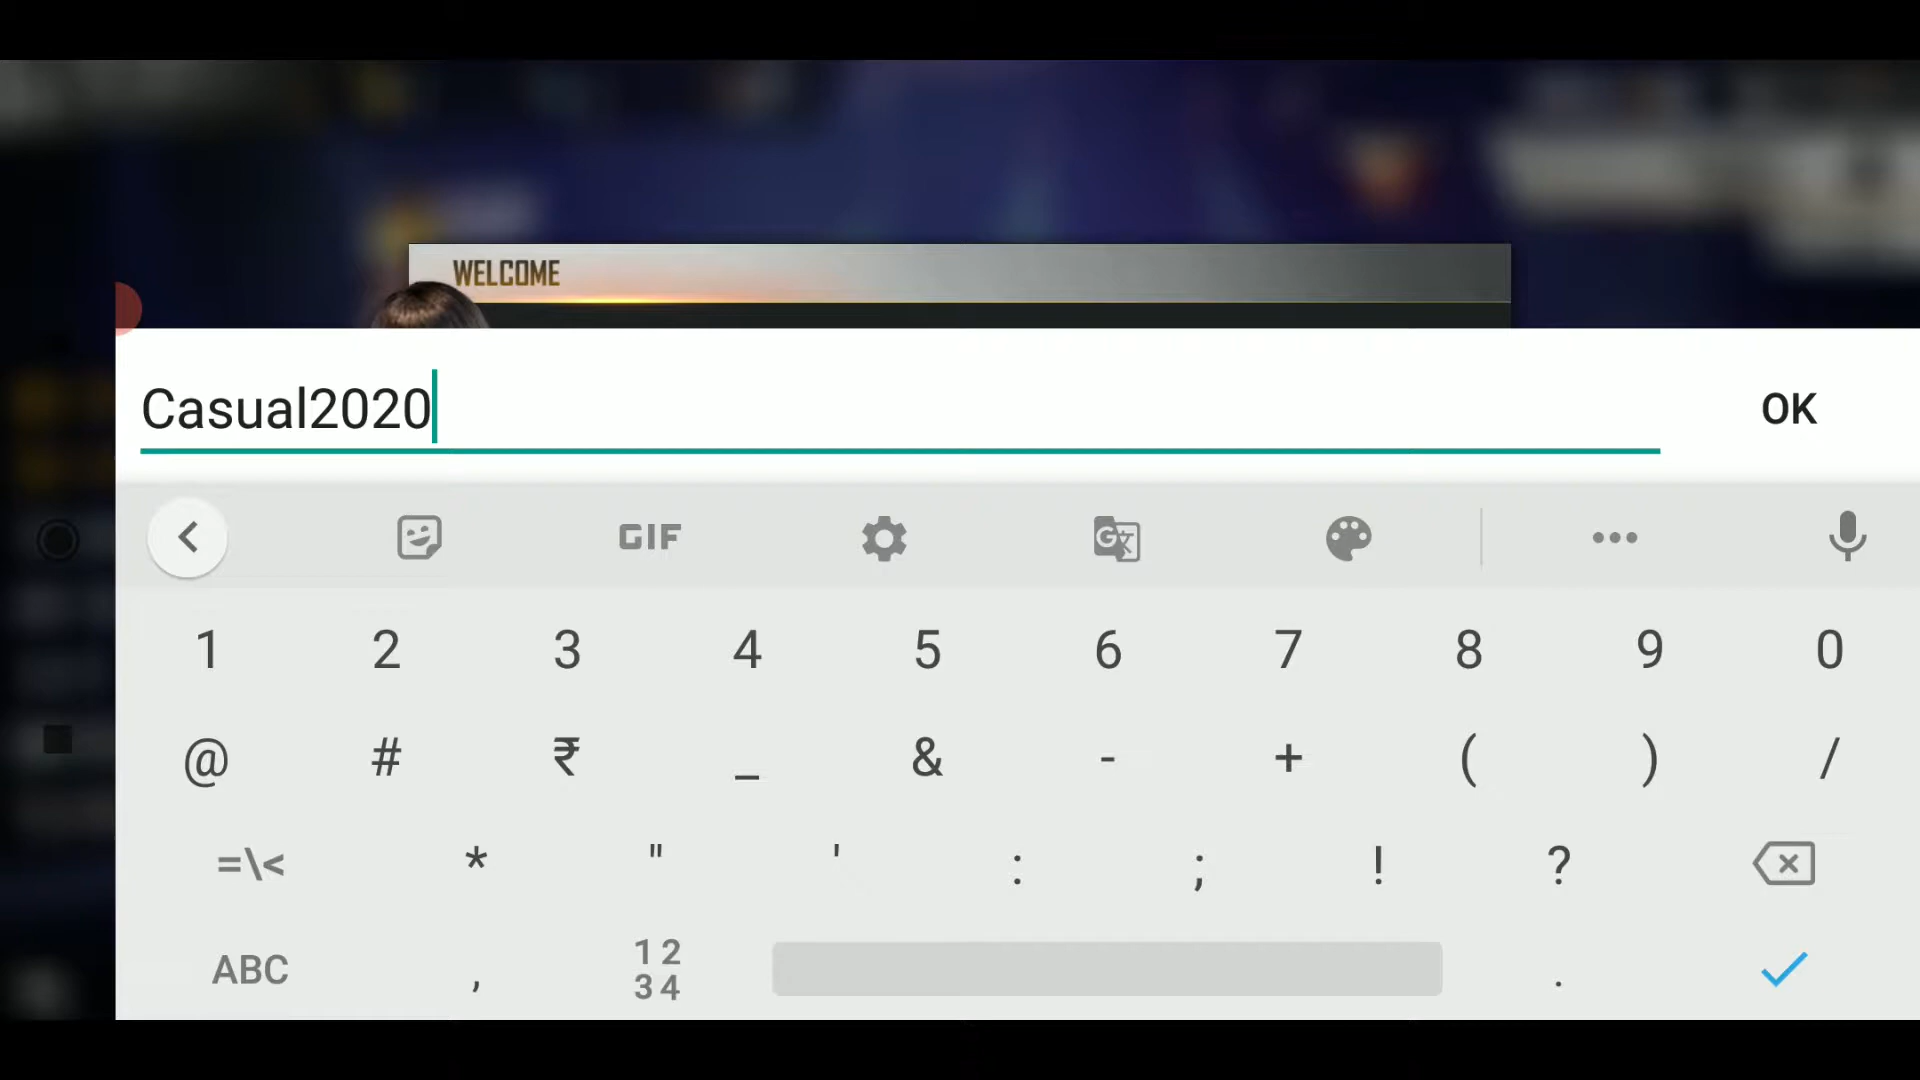 WELCOME
Casual2020
OK
GIF
1 2 3 4 5 6 7 8 9 0
@ # ₹ _ & - + ( ) /
=\< * " ' : ; ! ?
ABC , 12 34 .